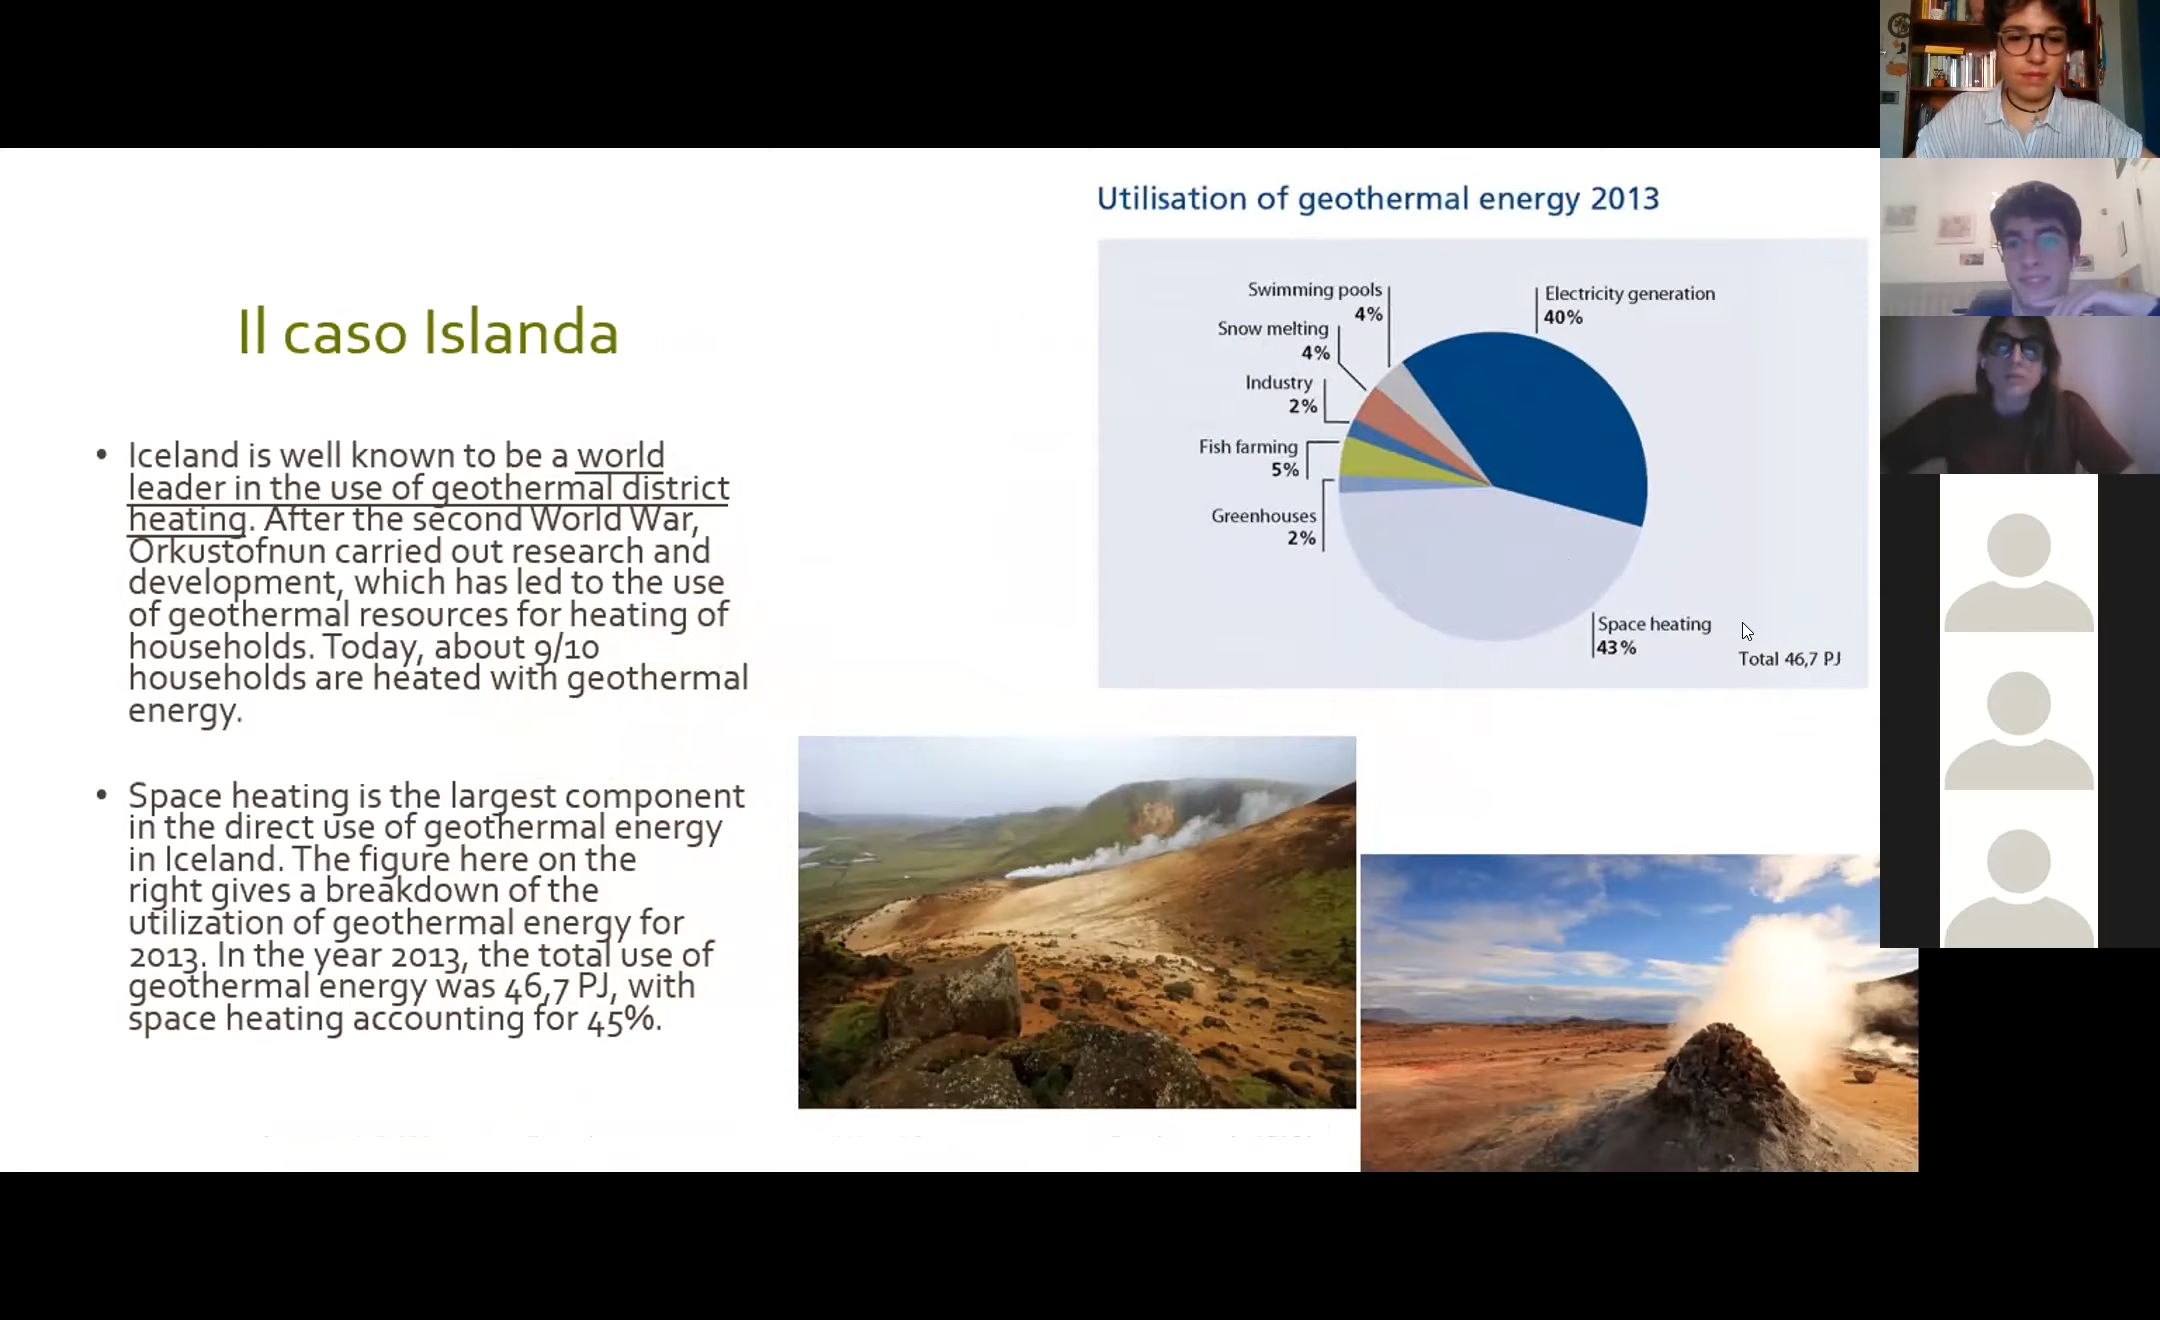 Il caso Islanda
• Iceland is well known to be a world
leader in the use of geothermal district
heating. After the second World War,
Orkustofnun carried out research and
development, which has led to the use
of geothermal resources for heating of
households. Today, about 9/10
households are heated with geothermal
energy.
• Space heating is the largest component
in the direct use of geothermal energy
in Iceland. The figure here on the
right gives a breakdown of the
utilization of geothermal energy for
2013. In the year 2013, the total use of
geothermal energy was 46,7 PJ, with
space heating accounting for 45%.
Utilisation of geothermal energy 2013
Swimming pools
4%
Snow melting
4%
Industry
2%
Fish farming
5%
Greenhouses
2%
Electricity generation
40%
Space heating
43%
Total 46,7 PJ